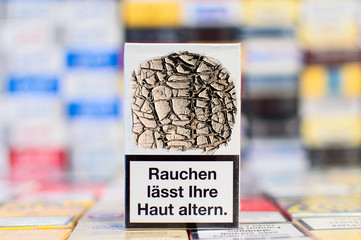 Rauchen
lässt Ihre
Haut altern.